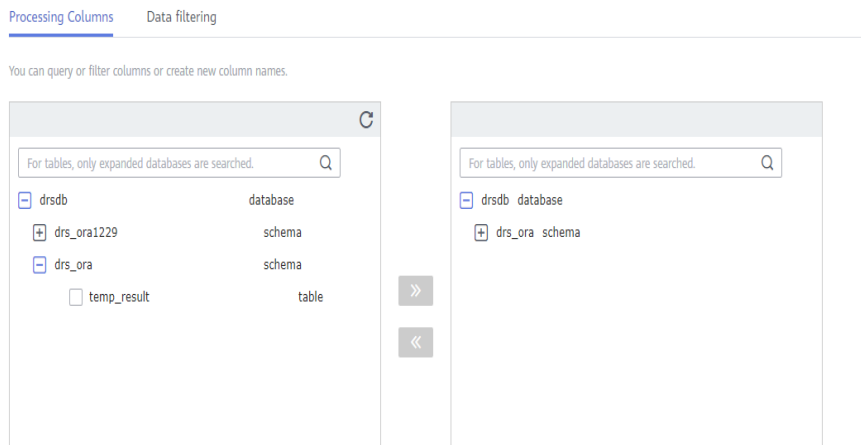 Processing Columns Data filtering
You can query or filter columns or create new column names.
For tables, only expanded databases are searched.
drsdb database
drs_ora1229 schema
drs_ora schema
temp_result table
For tables, only expanded databases are searched.
drsdb database
drs_ora schema